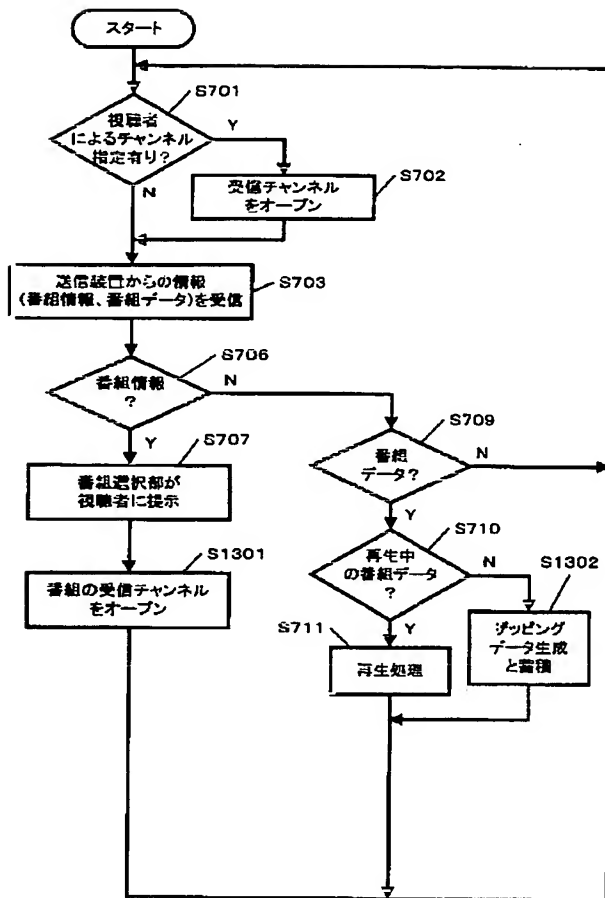 スタート
S701
視聴者
によるチャンネル
指定有り?
Y
N
S702
受信チャンネル
をオープン
送信装置からの情報
(番組情報、番組データ)を受信
S703
S706
番組情報
?
N
Y
S707
番組選択部が
視聴者に提示
S1301
番組の受信チャンネル
をオープン
S709
番組
データ?
N
Y
S710
再生中
の番組データ
?
N
Y
S1302
ザッピング
データ生成
と蓄積
S711
再生処理